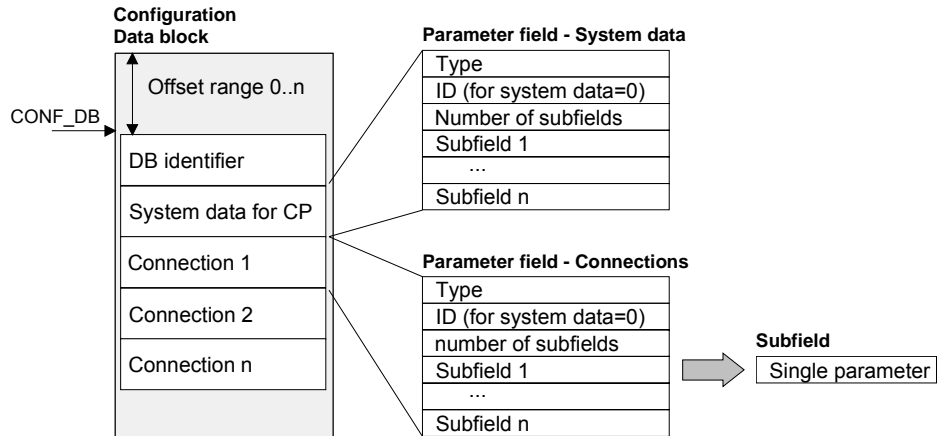 Configuration
Data block
Offset range 0..n
CONF_DB
DB identifier
System data for CP
Connection 1
Connection 2
Connection n
Parameter field - System data
Type
ID (for system data=0)
Number of subfields
Subfield 1
...
Subfield n
Parameter field - Connections
Type
ID (for system data=0)
number of subfields
Subfield 1
...
Subfield n
Subfield
Single parameter